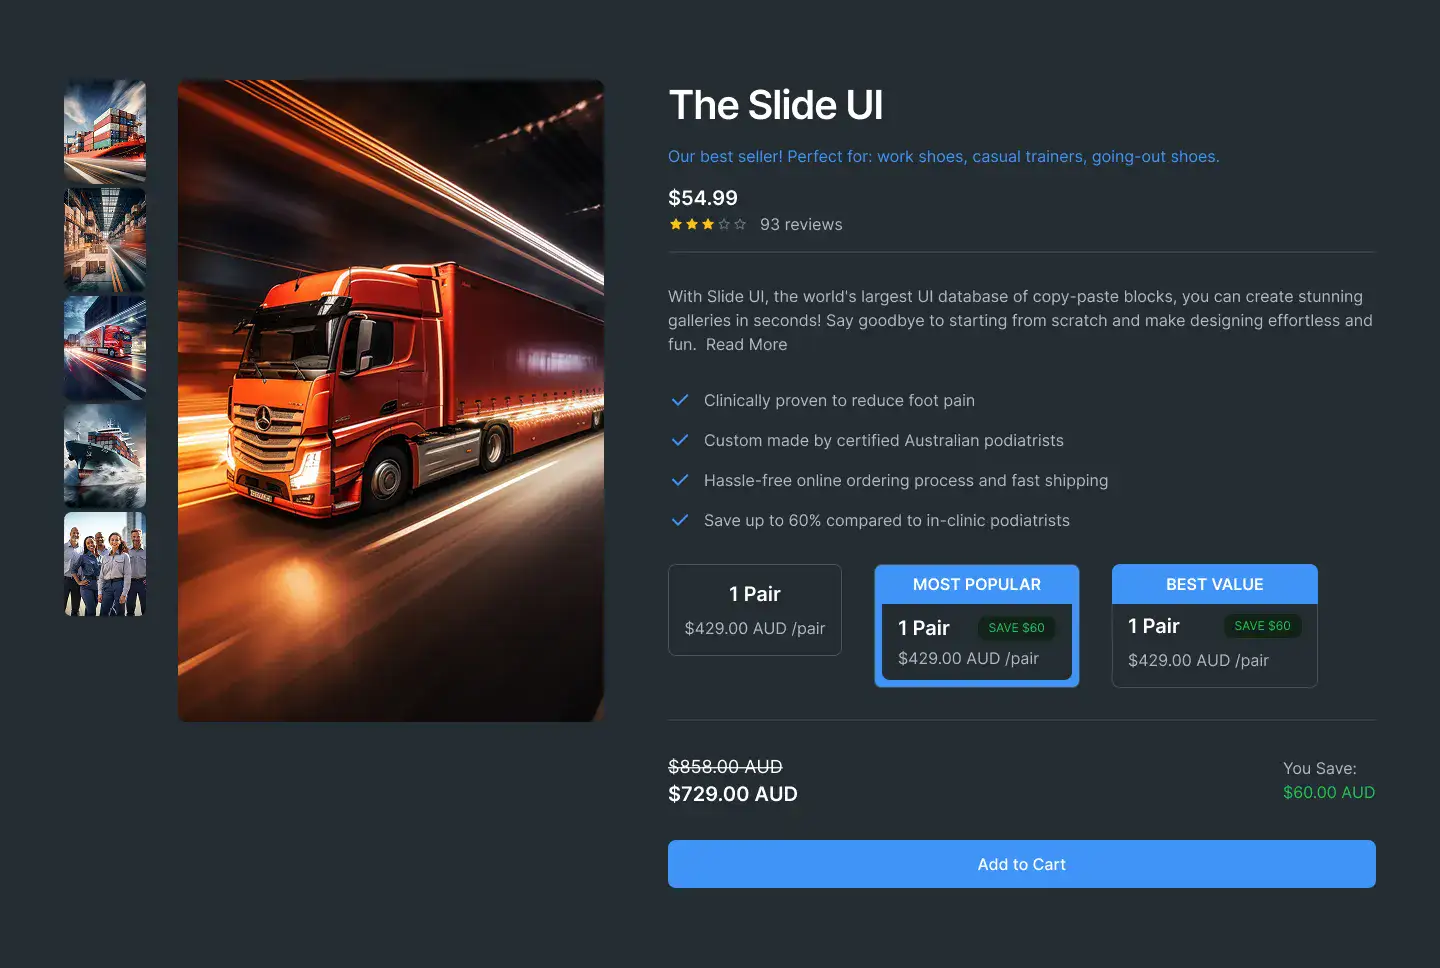 The Slide UI
Our best seller! Perfect for: work shoes, casual trainers, going-out shoes.
$54.99
93 reviews
With Slide UI, the world's largest UI database of copy-paste blocks, you can create stunning
galleries in seconds! Say goodbye to starting from scratch and make designing effortless and
fun. Read More
Clinically proven to reduce foot pain
Custom made by certified Australian podiatrists
Hassle-free online ordering process and fast shipping
Save up to 60% compared to in-clinic podiatrists
1 Pair
$429.00 AUD /pair
MOST POPULAR
1 Pair SAVE $60
$429.00 AUD /pair
BEST VALUE
1 Pair SAVE $60
$429.00 AUD /pair
$858.00 AUD
$729.00 AUD
You Save:
$60.00 AUD
Add to Cart